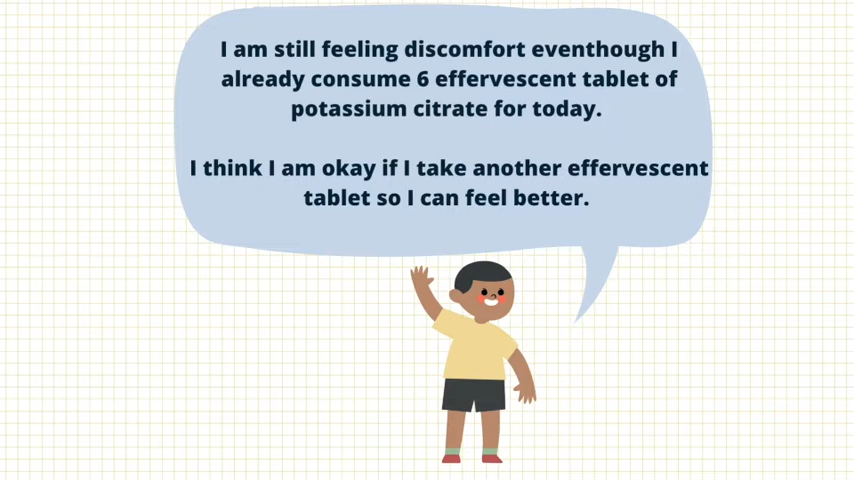 I am still feeling discomfort eventhough I
already consume 6 effervescent tablet of
potassium citrate for today.
I think I am okay if I take another effervescent
tablet so I can feel better.